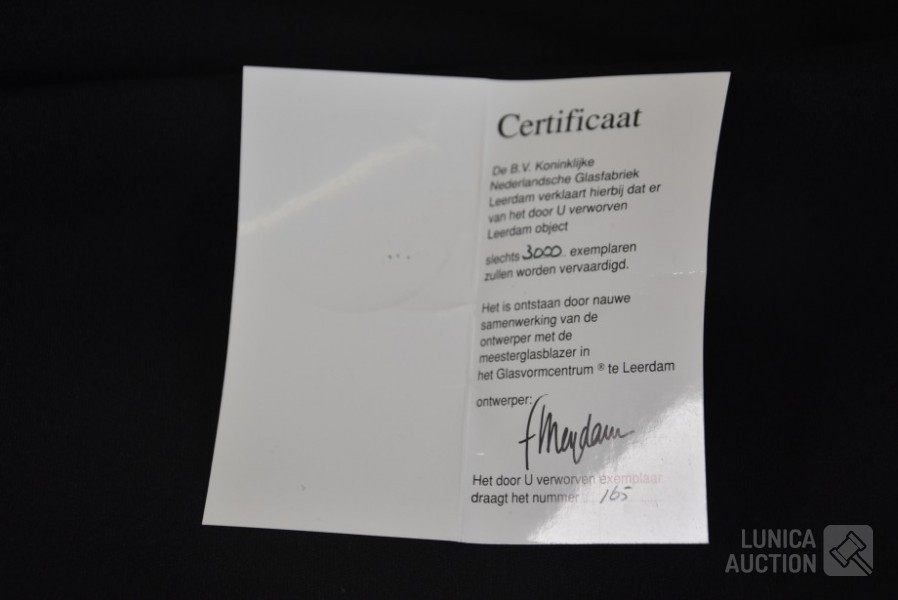 Certificaat
De B.V. Koninklijke
Nederlandsche Glasfabriek
Leerdam verklaart hierbij dat er
van het door U verworven
Leerdam object
slechts 3000 exemplaren
zullen worden vervaardigd.
Het is ontstaan door nauwe
samenwerking van de
ontwerper met de
meesterglasblazer in
het Glasvormcentrum ® te Leerdam
ontwerper:
f Meydam
Het door U verworven exemplaar
draagt het nummer 165
LUNICA
AUCTION